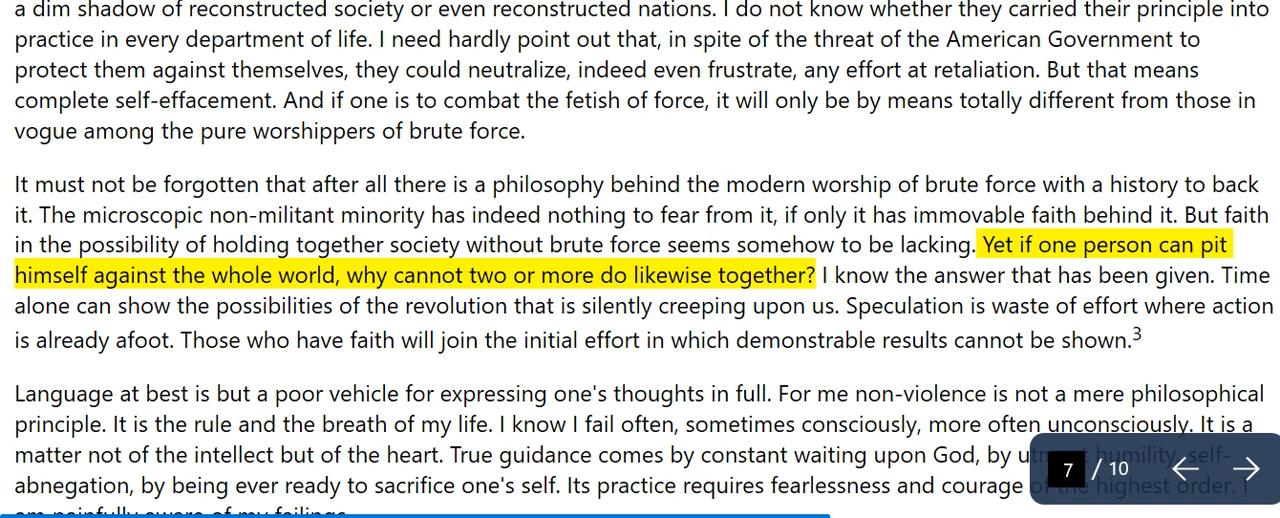 a dim shadow of reconstructed society or even reconstructed nations. I do not know whether they carried their principle into
practice in every department of life. I need hardly point out that, in spite of the threat of the American Government to
protect them against themselves, they could neutralize, indeed even frustrate, any effort at retaliation. But that means
complete self-effacement. And if one is to combat the fetish of force, it will only be by means totally different from those in
vogue among the pure worshippers of brute force.
It must not be forgotten that after all there is a philosophy behind the modern worship of brute force with a history to back
it. The microscopic non-militant minority has indeed nothing to fear from it, if only it has immovable faith behind it. But faith
in the possibility of holding together society without brute force seems somehow to be lacking. Yet if one person can pit
himself against the whole world, why cannot two or more do likewise together? I know the answer that has been given. Time
alone can show the possibilities of the revolution that is silently creeping upon us. Speculation is waste of effort where action
is already afoot. Those who have faith will join the initial effort in which demonstrable results cannot be shown.3
Language at best is but a poor vehicle for expressing one's thoughts in full. For me non-violence is not a mere philosophical
principle. It is the rule and the breath of my life. I know I fail often, sometimes consciously, more often unconsciously. It is a
matter not of the intellect but of the heart. True guidance comes by constant waiting upon God, by utmost humility, self-
abnegation, by being ever ready to sacrifice one's self. Its practice requires fearlessness and courage of the highest order. I
am painfully aware of my failings.
7 / 10